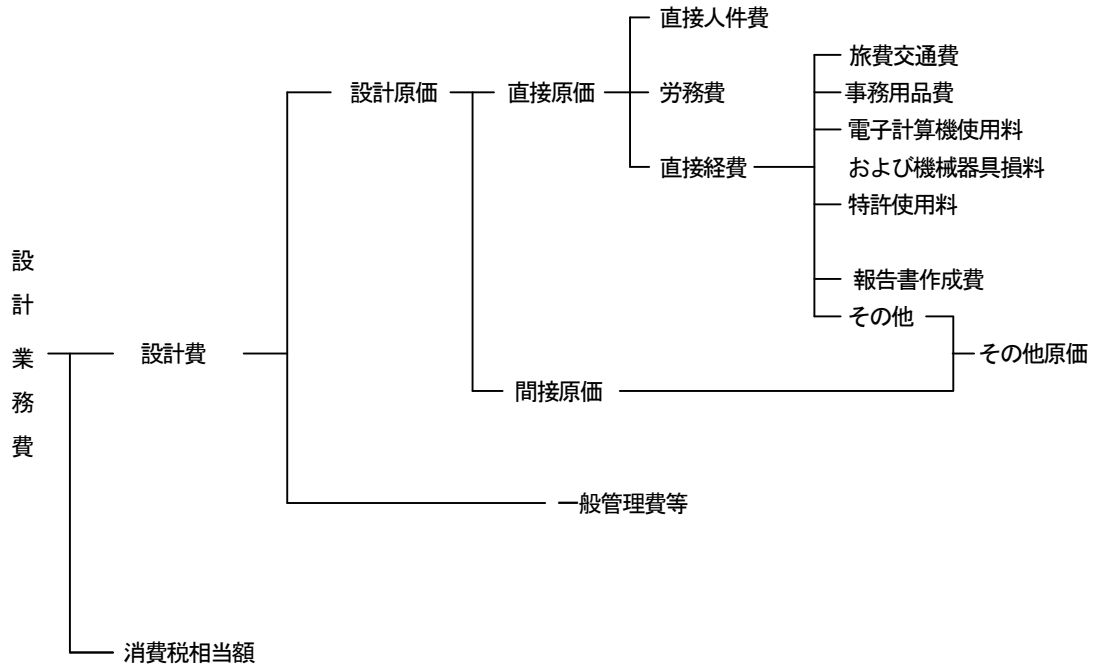 直接人件費
旅費交通費
設計原価
直接原価
労務費
事務用品費
電子計算機使用料
直接経費
および機械器具損料
特許使用料
設計業務費
報告書作成費
その他
設計費
その他原価
間接原価
一般管理費等
消費税相当額